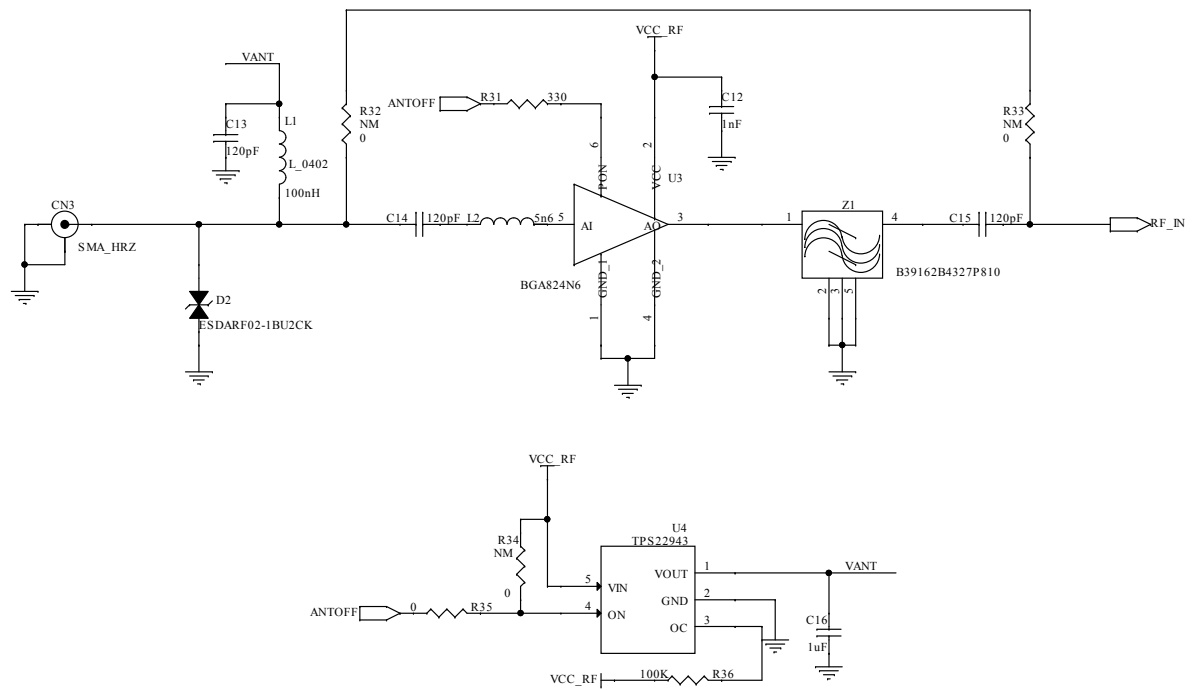 VCC_RF
VANT
ANTOFF
R31
330
C12
1nF
R32
NM
0
R33
NM
0
C13
120pF
L1
L_0402
100nH
6
PON
2
VCC
U3
CN3
SMA_HRZ
C14
120pF
L2
5n6
5
AI
AO
3
BGA824N6
GND_1
GND_2
1
4
Z1
1
4
B39162B4327P810
2
3
5
C15
120pF
RF_IN
D2
ESDARF02-1BU2CK
VCC_RF
R34
NM
0
U4
TPS22943
5
VIN
4
ON
VOUT
1
GND
2
OC
3
VANT
ANTOFF
0
R35
C16
1uF
VCC_RF
100K
R36